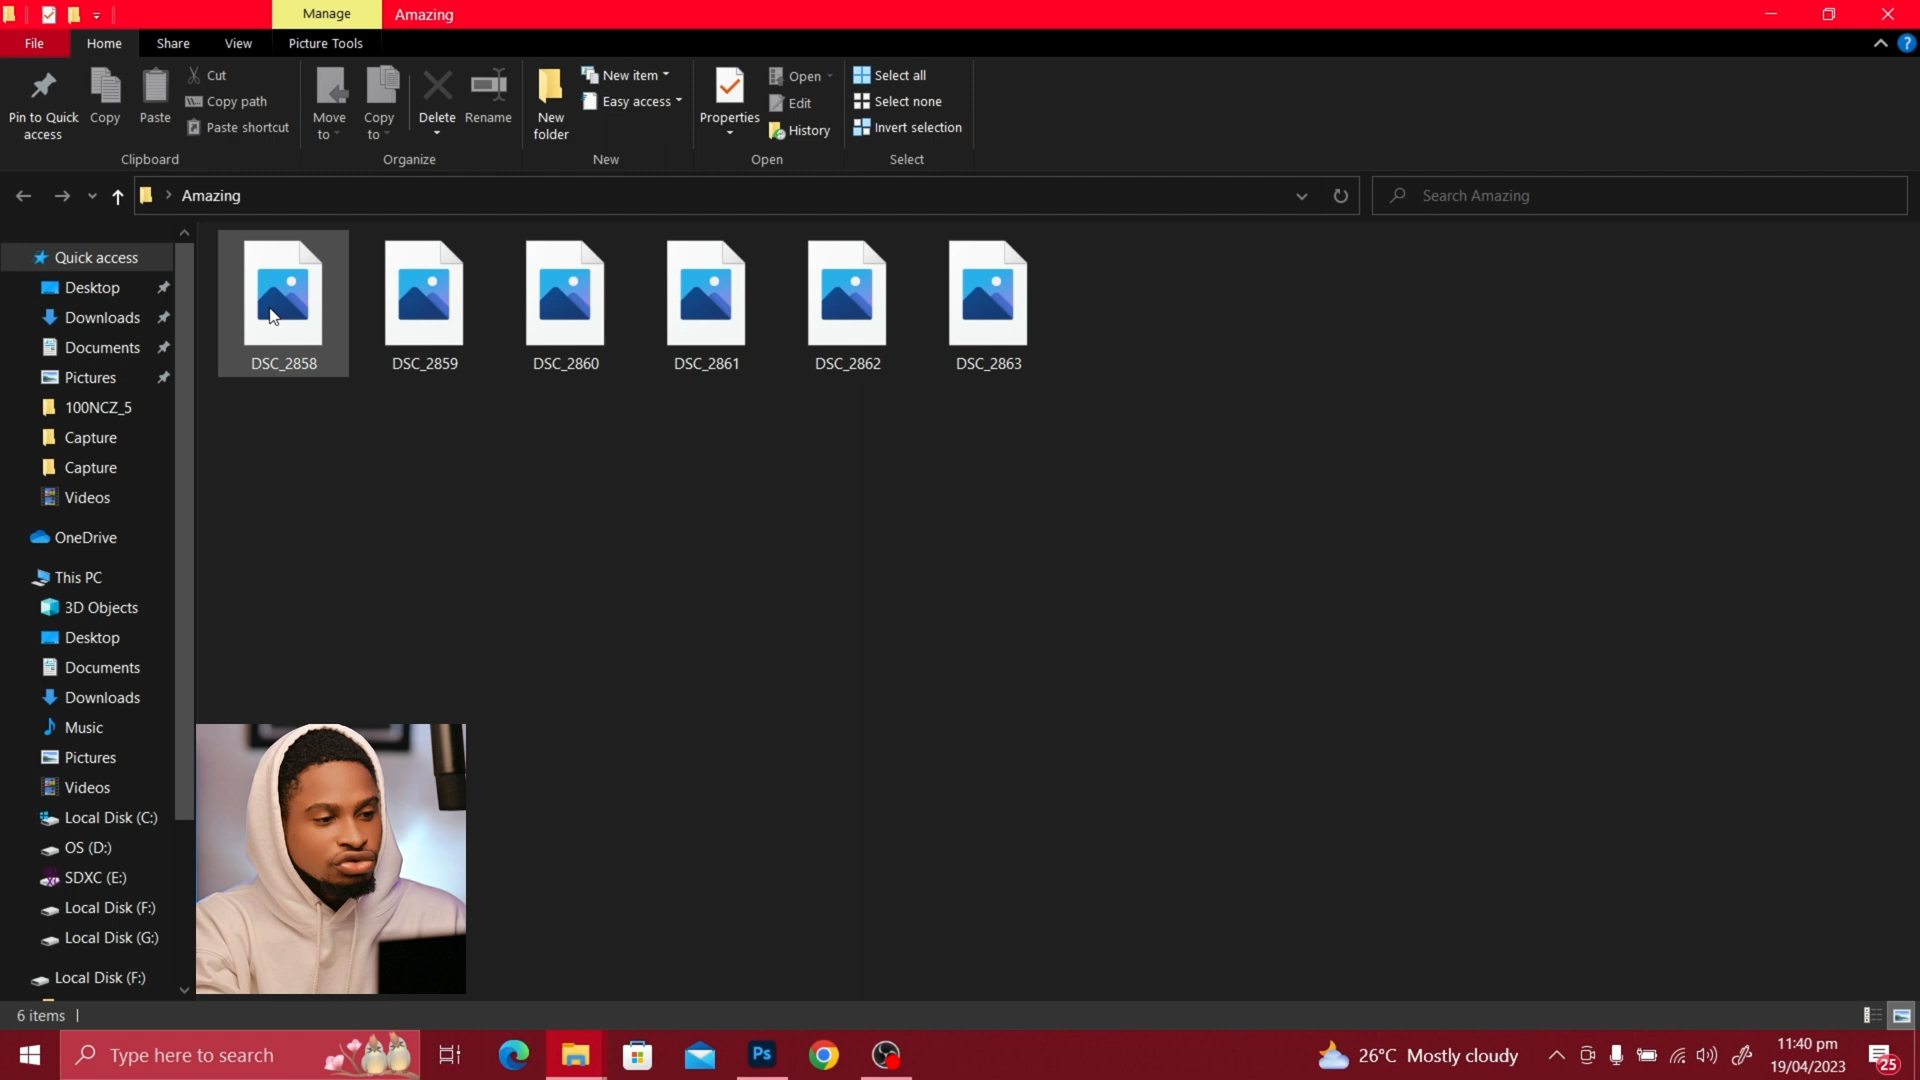 Manage
Amazing
File
Home
Share
View
Picture Tools
Pin to Quick
access
Copy
Paste
Cut
Copy path
Paste shortcut
Clipboard
Move
to
Copy
to
Delete
Rename
Organize
New
folder
New item
Easy access
New
Properties
Open
Edit
History
Open
Select all
Select none
Invert selection
Select
Amazing
Search Amazing
Quick access
Desktop
Downloads
Documents
Pictures
100NCZ_5
Capture
Capture
Videos
OneDrive
This PC
3D Objects
Desktop
Documents
Downloads
Music
Pictures
Videos
Local Disk (C:)
OS (D:)
SDXC (E:)
Local Disk (F:)
Local Disk (G:)
Local Disk (F:)
DSC_2858
DSC_2859
DSC_2860
DSC_2861
DSC_2862
DSC_2863
6 items
Type here to search
Ps
26°C Mostly cloudy
11:40 pm
19/04/2023
25